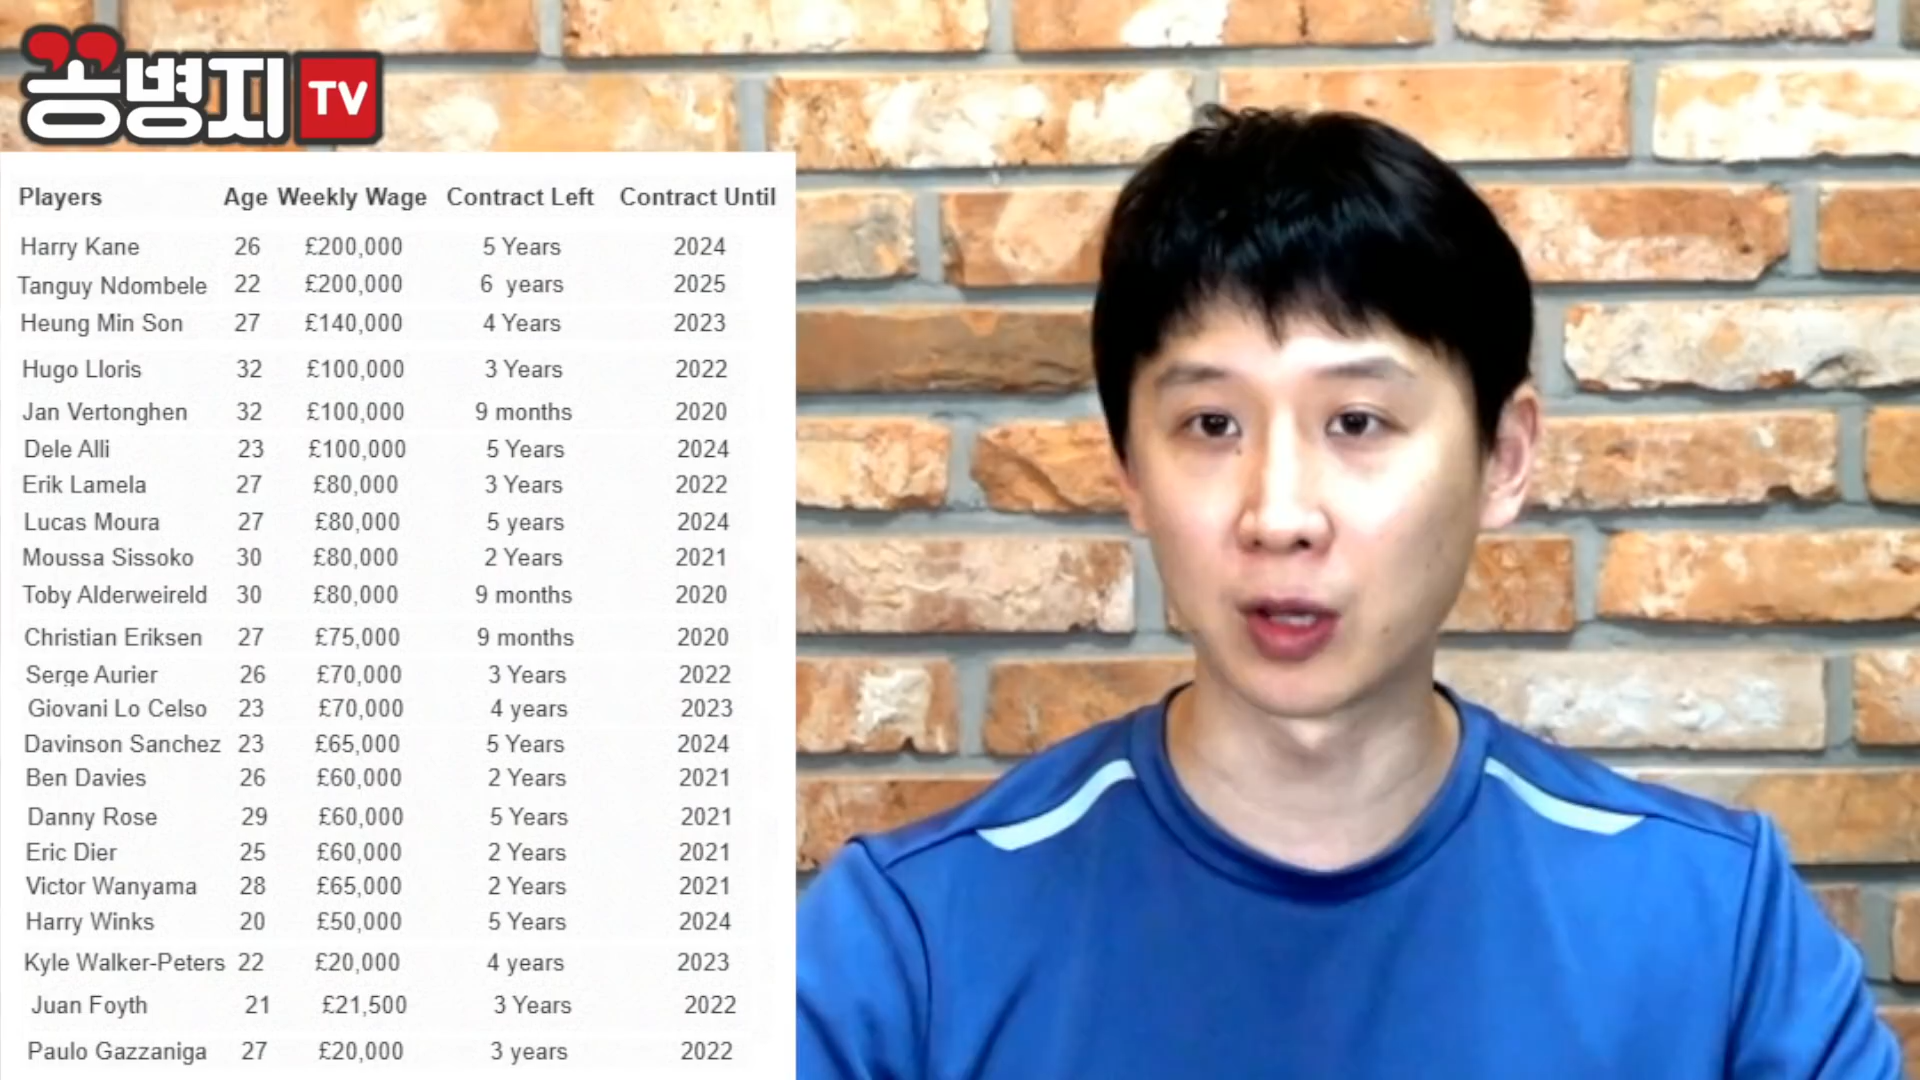 꽁병지 TV
Players Age Weekly Wage Contract Left Contract Until
Harry Kane 26 £200,000 5 Years 2024
Tanguy Ndombele 22 £200,000 6 years 2025
Heung Min Son 27 £140,000 4 Years 2023
Hugo Lloris 32 £100,000 3 Years 2022
Jan Vertonghen 32 £100,000 9 months 2020
Dele Alli 23 £100,000 5 Years 2024
Erik Lamela 27 £80,000 3 Years 2022
Lucas Moura 27 £80,000 5 years 2024
Moussa Sissoko 30 £80,000 2 Years 2021
Toby Alderweireld 30 £80,000 9 months 2020
Christian Eriksen 27 £75,000 9 months 2020
Serge Aurier 26 £70,000 3 Years 2022
Giovani Lo Celso 23 £70,000 4 years 2023
Davinson Sanchez 23 £65,000 5 Years 2024
Ben Davies 26 £60,000 2 Years 2021
Danny Rose 29 £60,000 5 Years 2021
Eric Dier 25 £60,000 2 Years 2021
Victor Wanyama 28 £65,000 2 Years 2021
Harry Winks 20 £50,000 5 Years 2024
Kyle Walker-Peters 22 £20,000 4 years 2023
Juan Foyth 21 £21,500 3 Years 2022
Paulo Gazzaniga 27 £20,000 3 years 2022